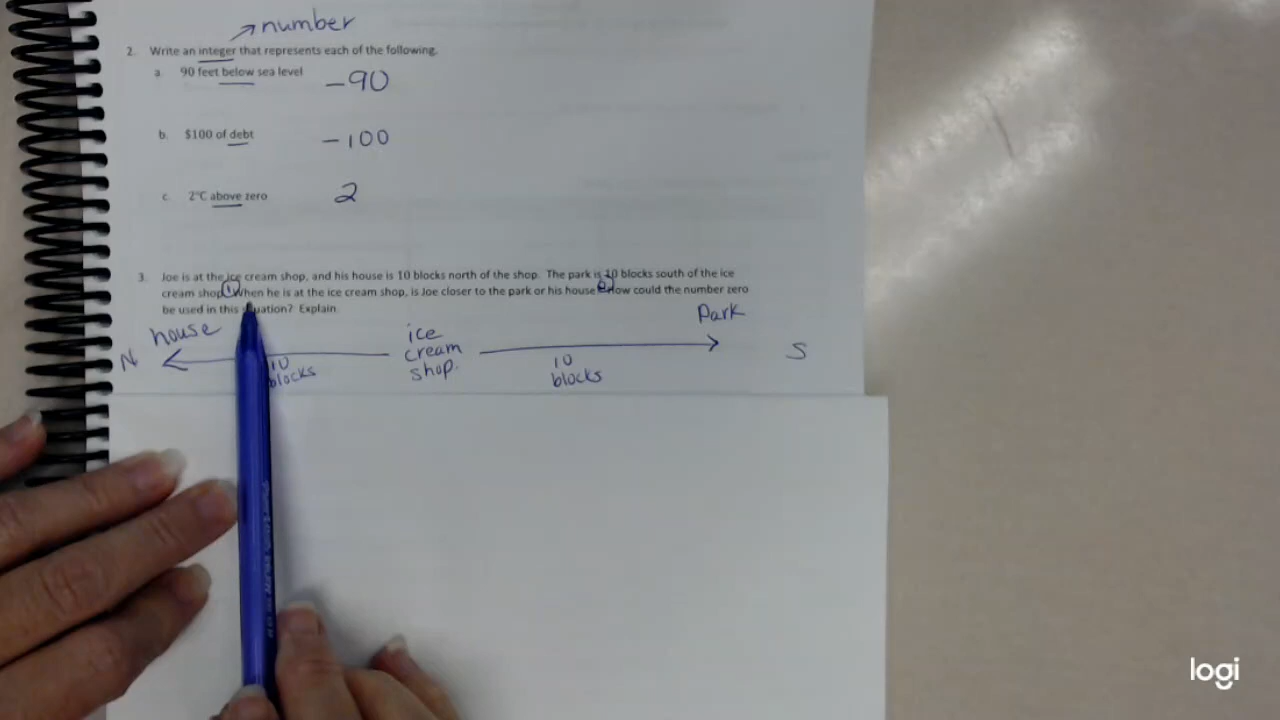 number
2. Write an integer that represents each of the following.
a. 90 feet below sea level -90
b. $100 of debt -100
c. 2°C above zero 2
3. Joe is at the ice cream shop, and his house is 10 blocks north of the shop. The park is 10 blocks south of the ice
cream shop. 1 When he is at the ice cream shop, is Joe closer to the park or his house? 2 How could the number zero
be used in this situation? Explain.
house ice Park
N cream S
10 shop. 10
blocks blocks
logi